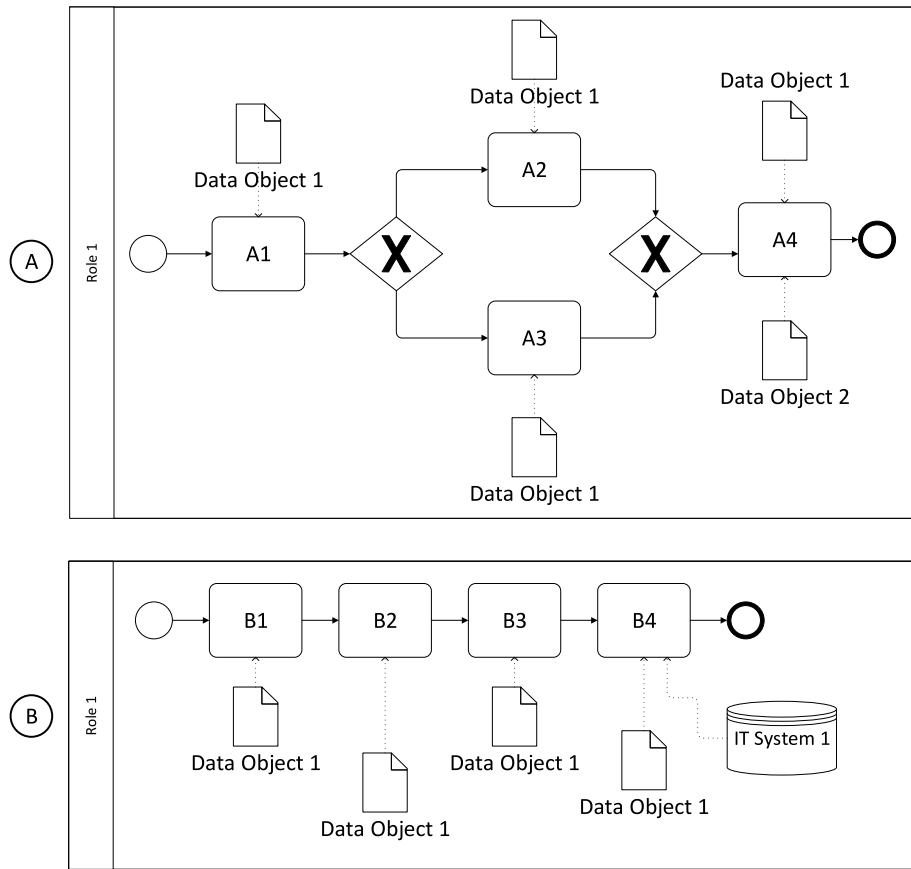 Data Object 1
Data Object 1
Data Object 1
A2
A1
X
X
A4
A
Role 1
A3
Data Object 2
Data Object 1
B1
B2
B3
B4
B
Role 1
IT System 1
Data Object 1
Data Object 1
Data Object 1
Data Object 1